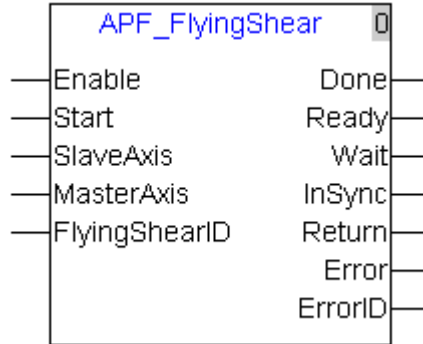 APF_FlyingShear 0
Enable Done
Start Ready
SlaveAxis Wait
MasterAxis InSync
FlyingShearID Return
Error
ErrorID